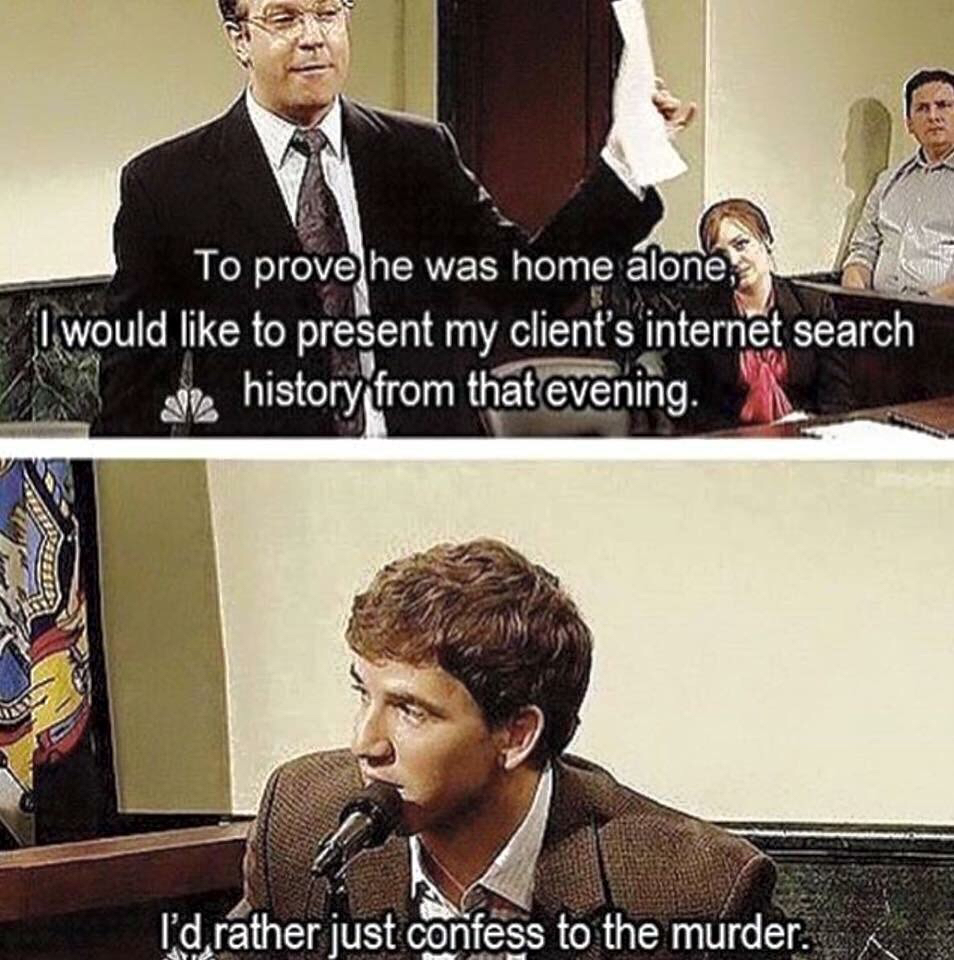 To prove he was home alone,
I would like to present my client's internet search
history from that evening.
I'd rather just confess to the murder.